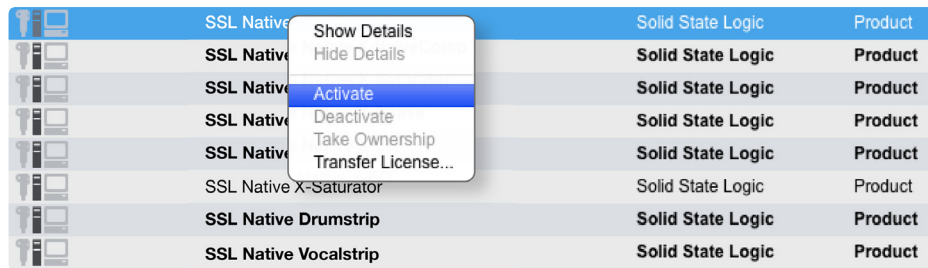 SSL Native Solid State Logic Product
Show Details
SSL Native Solid State Logic Product
Hide Details
SSL Native Solid State Logic Product
Activate
SSL Native Solid State Logic Product
Deactivate
Take Ownership
SSL Native Solid State Logic Product
Transfer License...
SSL Native X-Saturator Solid State Logic Product
SSL Native Drumstrip Solid State Logic Product
SSL Native Vocalstrip Solid State Logic Product